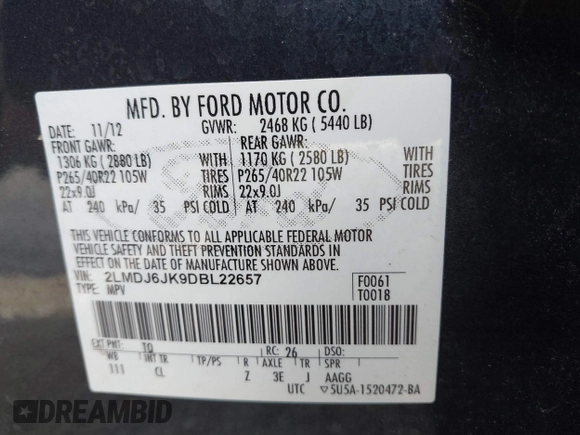 MFD. BY FORD MOTOR CO.
DATE: 11/12 GVWR: 2468 KG ( 5440 LB)
FRONT GAWR: REAR GAWR:
1306 KG ( 2880 LB) WITH 1170 KG ( 2580 LB) WITH
P265/40R22 105W TIRES P265/40R22 105W TIRES
22x9.0J RIMS 22x9.0J RIMS
AT 240 kPa/ 35 PSI COLD AT 240 kPa/ 35 PSI COLD
THIS VEHICLE CONFORMS TO ALL APPLICABLE FEDERAL MOTOR
VEHICLE SAFETY AND THEFT PREVENTION STANDARDS IN
EFFECT ON THE DATE OF MANUFACTURE SHOWN ABOVE.
VIN: 2LMDJ6JK9DBL22657
TYPE: MPV
F0061
T0018
EXT PNT: TQ RC: 26 DSO:
WB INT TR TP/PS R AXLE TR SPR
111 CL Z 3E J AAGG
UTC ▽5U5A-1520472-BA
DREAMBID